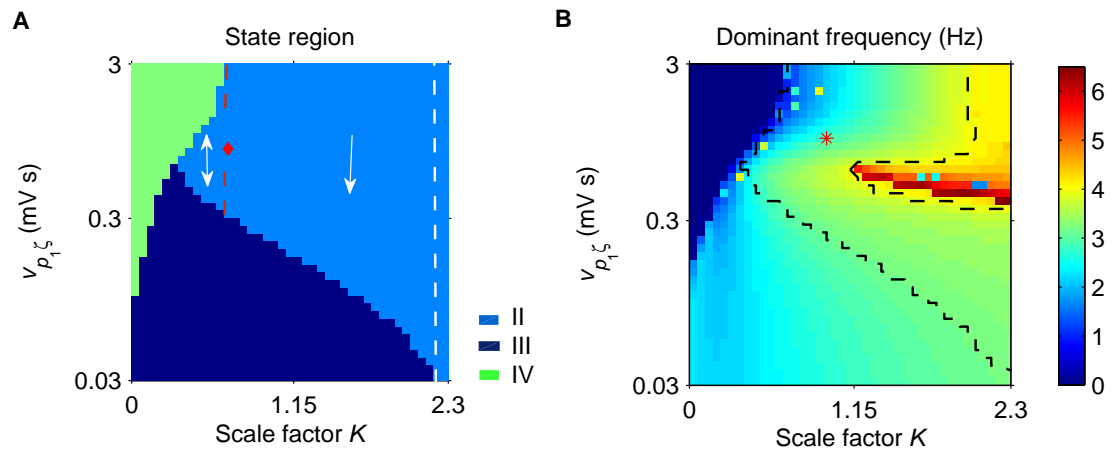 A
State region
3
0.3
0.03
v_{p_1ζ} (mV s)
0
1.15
2.3
Scale factor K
II
III
IV
B
Dominant frequency (Hz)
3
0.3
0.03
v_{p_1ζ} (mV s)
0
1.15
2.3
Scale factor K
6
5
4
3
2
1
0